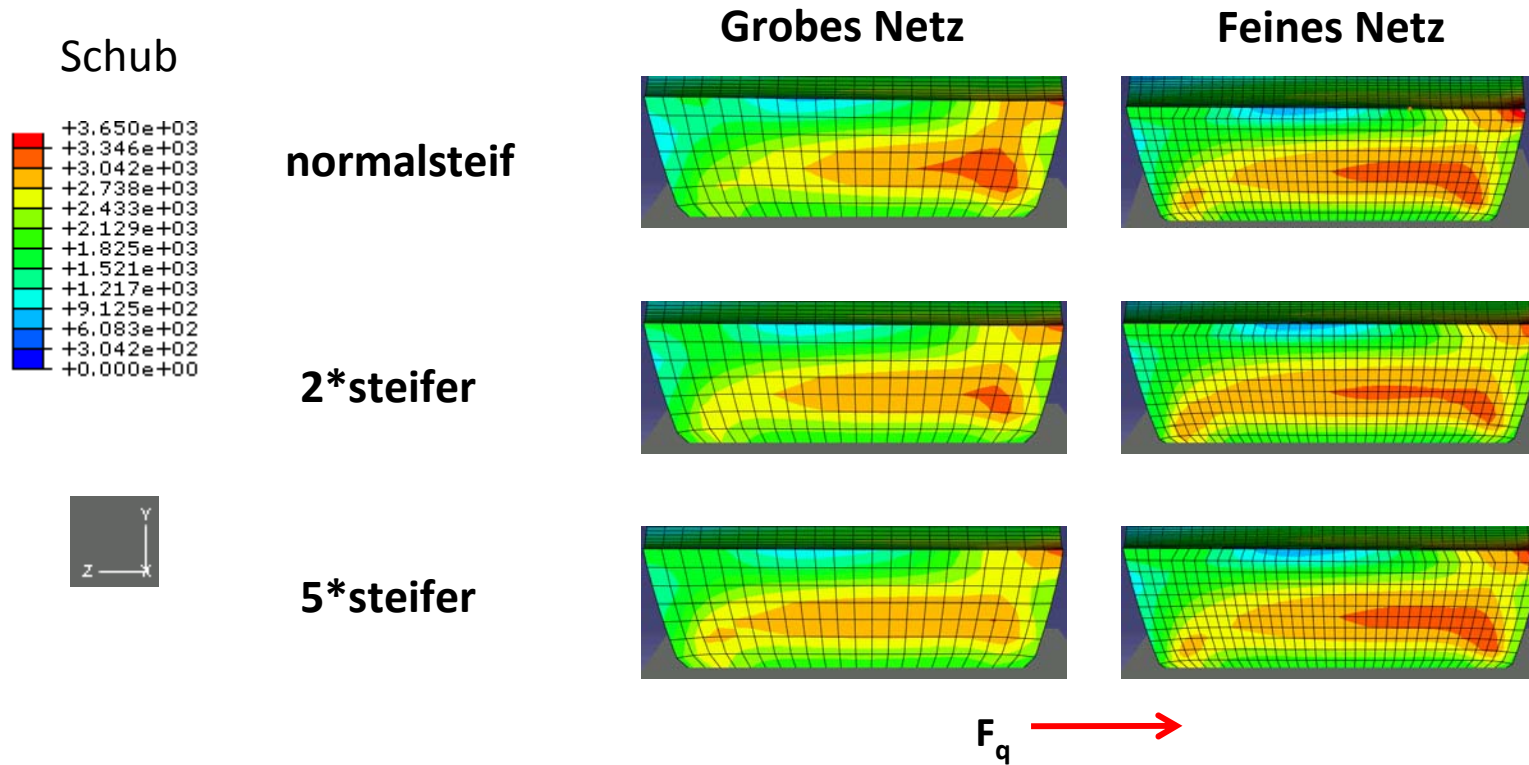 Grobes Netz
Feines Netz
Schub
+3.650e+03
+3.346e+03
+3.042e+03
+2.738e+03
+2.433e+03
+2.129e+03
+1.825e+03
+1.521e+03
+1.217e+03
+9.125e+02
+6.083e+02
+3.042e+02
+0.000e+00
normalsteif
2*steifer
Y
Z
X
5*steifer
Fq